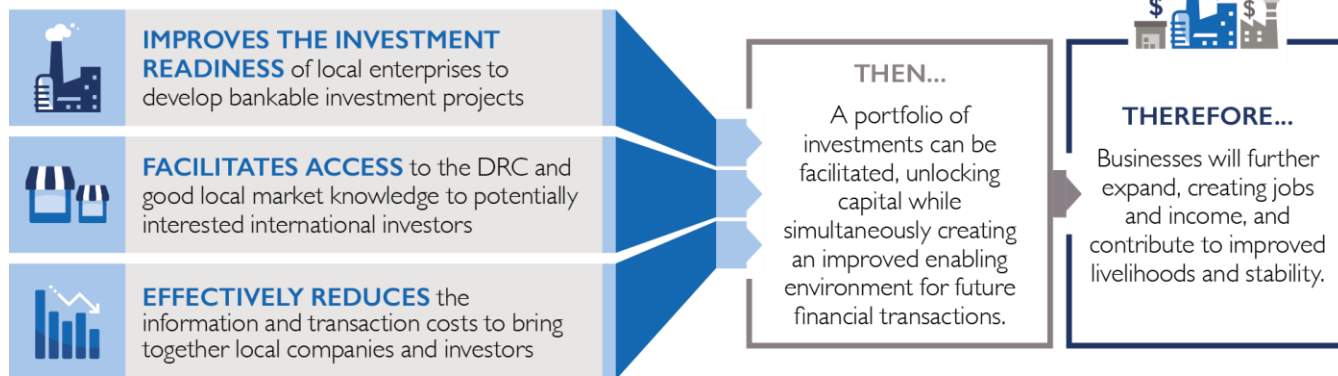 IMPROVES THE INVESTMENT
READINESS of local enterprises to
develop bankable investment projects
FACILITATES ACCESS to the DRC and
good local market knowledge to potentially
interested international investors
EFFECTIVELY REDUCES the
information and transaction costs to bring
together local companies and investors
THEN...
A portfolio of
investments can be
facilitated, unlocking
capital while
simultaneously creating
an improved enabling
environment for future
financial transactions.
$ $
THEREFORE...
Businesses will further
expand, creating jobs
and income, and
contribute to improved
livelihoods and stability.